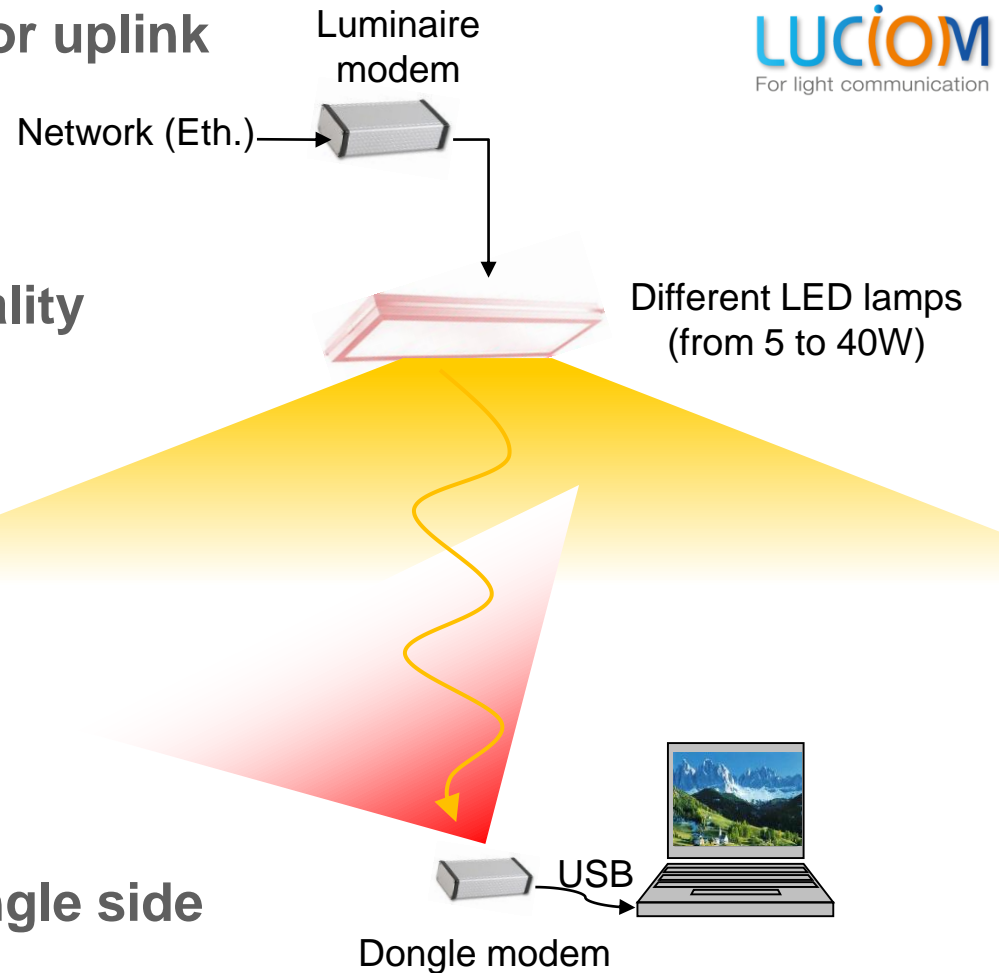 or uplink
Luminaire
modem
LUCIOM
For light communication
Network (Eth.)
ality
Different LED lamps
(from 5 to 40W)
USB
ngle side
Dongle modem